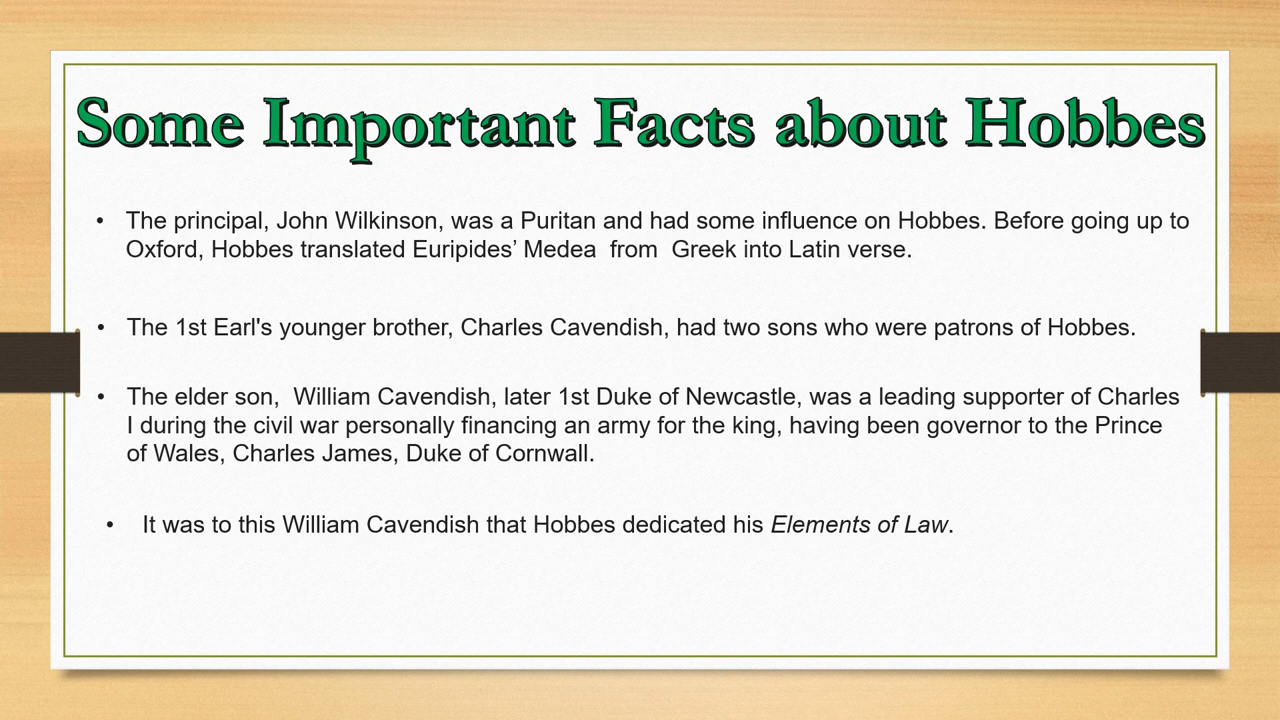 Some Important Facts about Hobbes
• The principal, John Wilkinson, was a Puritan and had some influence on Hobbes. Before going up to
Oxford, Hobbes translated Euripides’ Medea  from  Greek into Latin verse.
• The 1st Earl's younger brother, Charles Cavendish, had two sons who were patrons of Hobbes.
• The elder son,  William Cavendish, later 1st Duke of Newcastle, was a leading supporter of Charles
I during the civil war personally financing an army for the king, having been governor to the Prince
of Wales, Charles James, Duke of Cornwall.
• It was to this William Cavendish that Hobbes dedicated his Elements of Law.